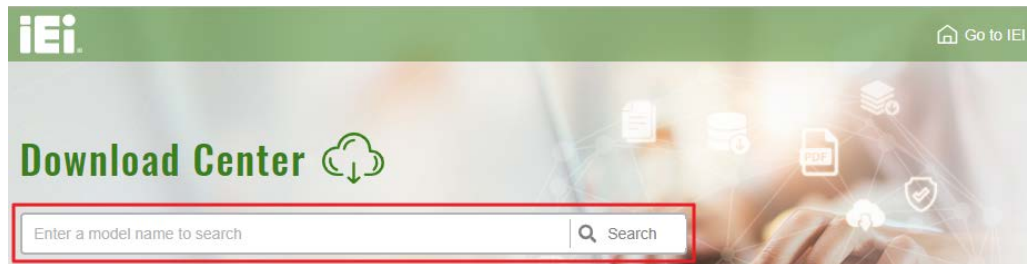 iEi.
Go to IEI
Download Center
PDF
Enter a model name to search
Search